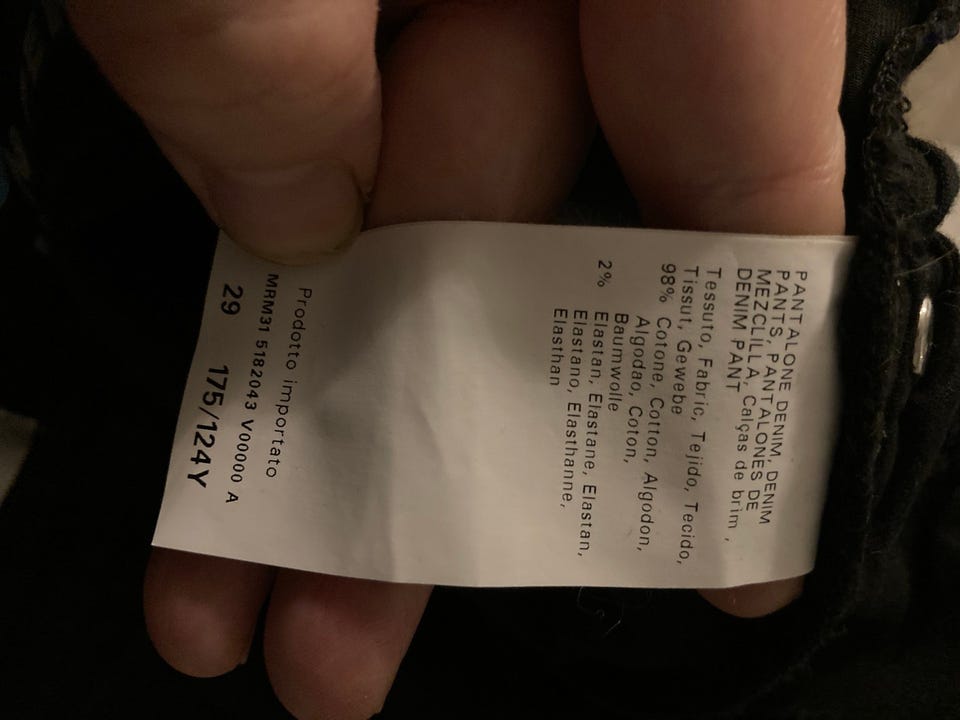 PANTALONE DENIM, DENIM
PANTS, PANTALONES DE
MEZCLILLA, Calças de brim ,
DENIM PANT
Tessuto, Fabric, Tejido, Tecido,
Tissut, Gewebe
98% Cotone, Cotton, Algodon,
Algodao, Coton,
Baumwolle
2% Elastan, Elastane, Elastan,
Elastano, Elasthanne,
Elasthan
Prodotto importato
MRM31 5182043 V00000 A
29 175/124Y